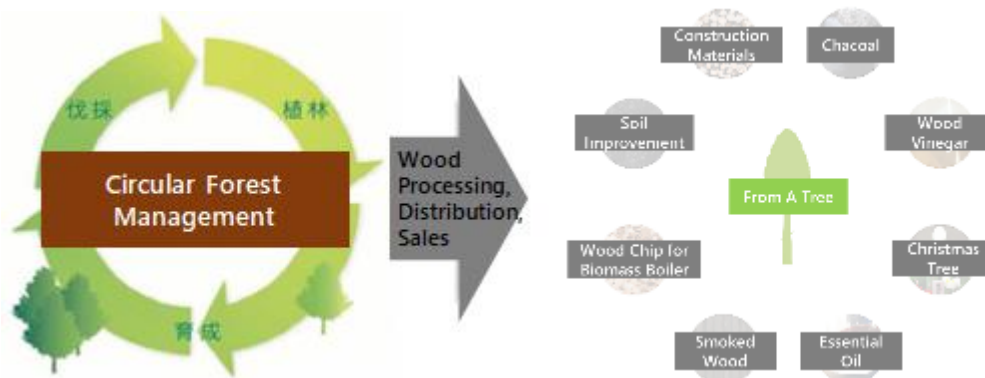 伐採
植林
Circular Forest
Management
育成
Wood
Processing,
Distribution,
Sales
Construction
Materials
Chacoal
Soil
Improvement
Wood
Vinegar
From A Tree
Wood Chip for
Biomass Boiler
Christmas
Tree
Smoked
Wood
Essential
Oil